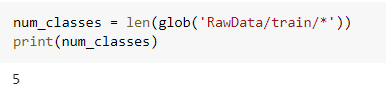 num_classes = len(glob('RawData/train/*'))
print(num_classes)
5